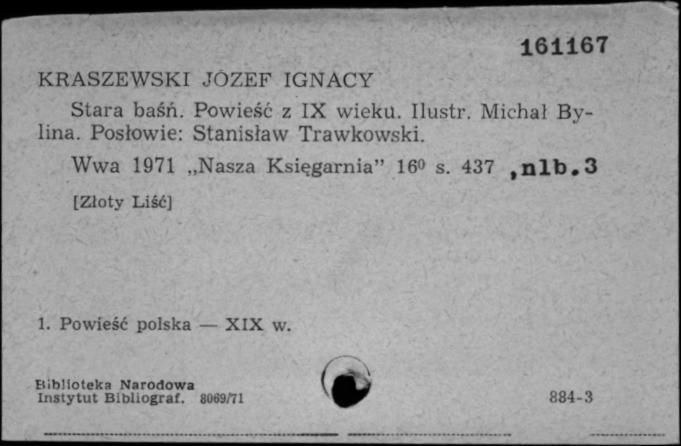 161167
KRASZEWSKI JÓZEF IGNACY
Stara baśń. Powieść z IX wieku. Ilustr. Michał By-
lina. Posłowie: Stanisław Trawkowski.
Wwa 1971 „Nasza Księgarnia” 16⁰ s. 437 ,nlb.3
[Złoty Liść]
1. Powieść polska — XIX w.
Biblioteka Narodowa
Instytut Bibliograf. 8069/71 884-3